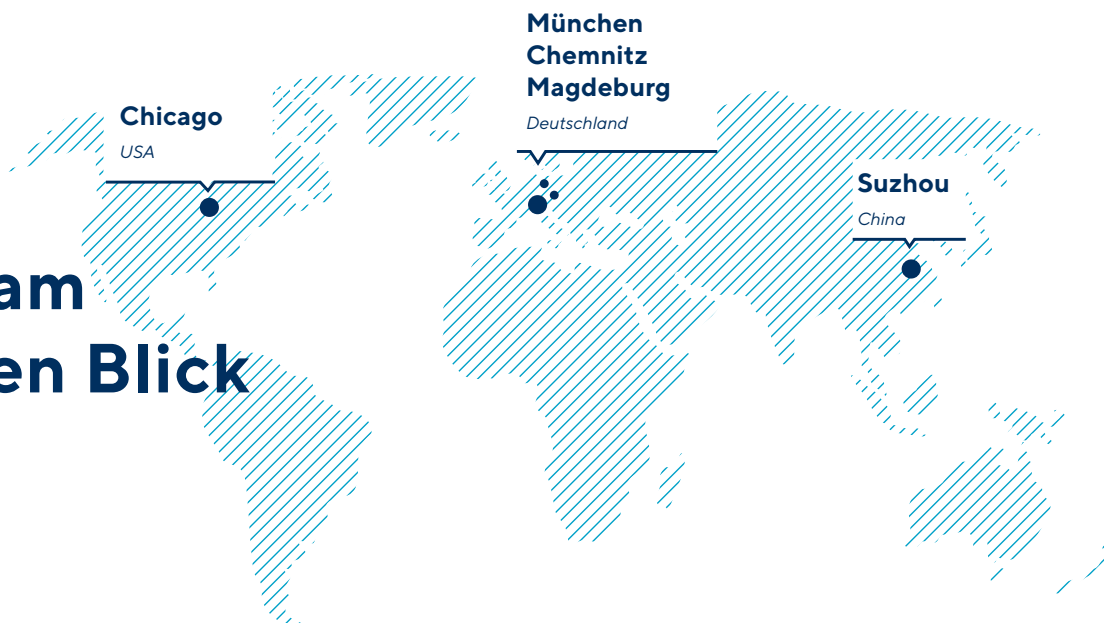 München
Chemnitz
Magdeburg
Deutschland
Chicago
USA
Suzhou
China
am
en Blick